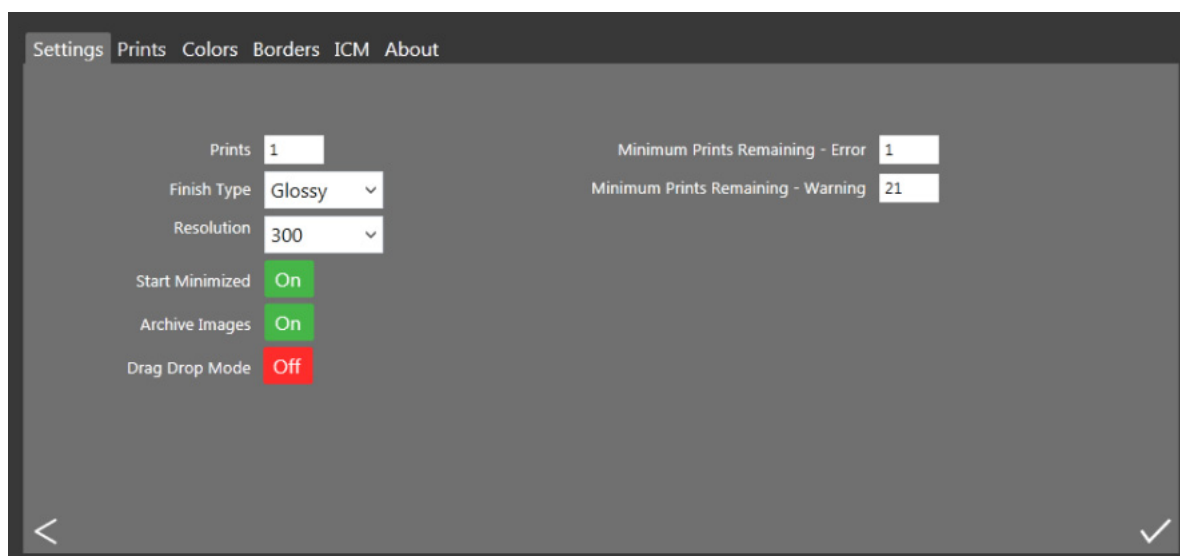 Settings Prints Colors Borders ICM About
Prints 1
Minimum Prints Remaining - Error 1
Finish Type Glossy
Minimum Prints Remaining - Warning 21
Resolution 300
Start Minimized On
Archive Images On
Drag Drop Mode Off